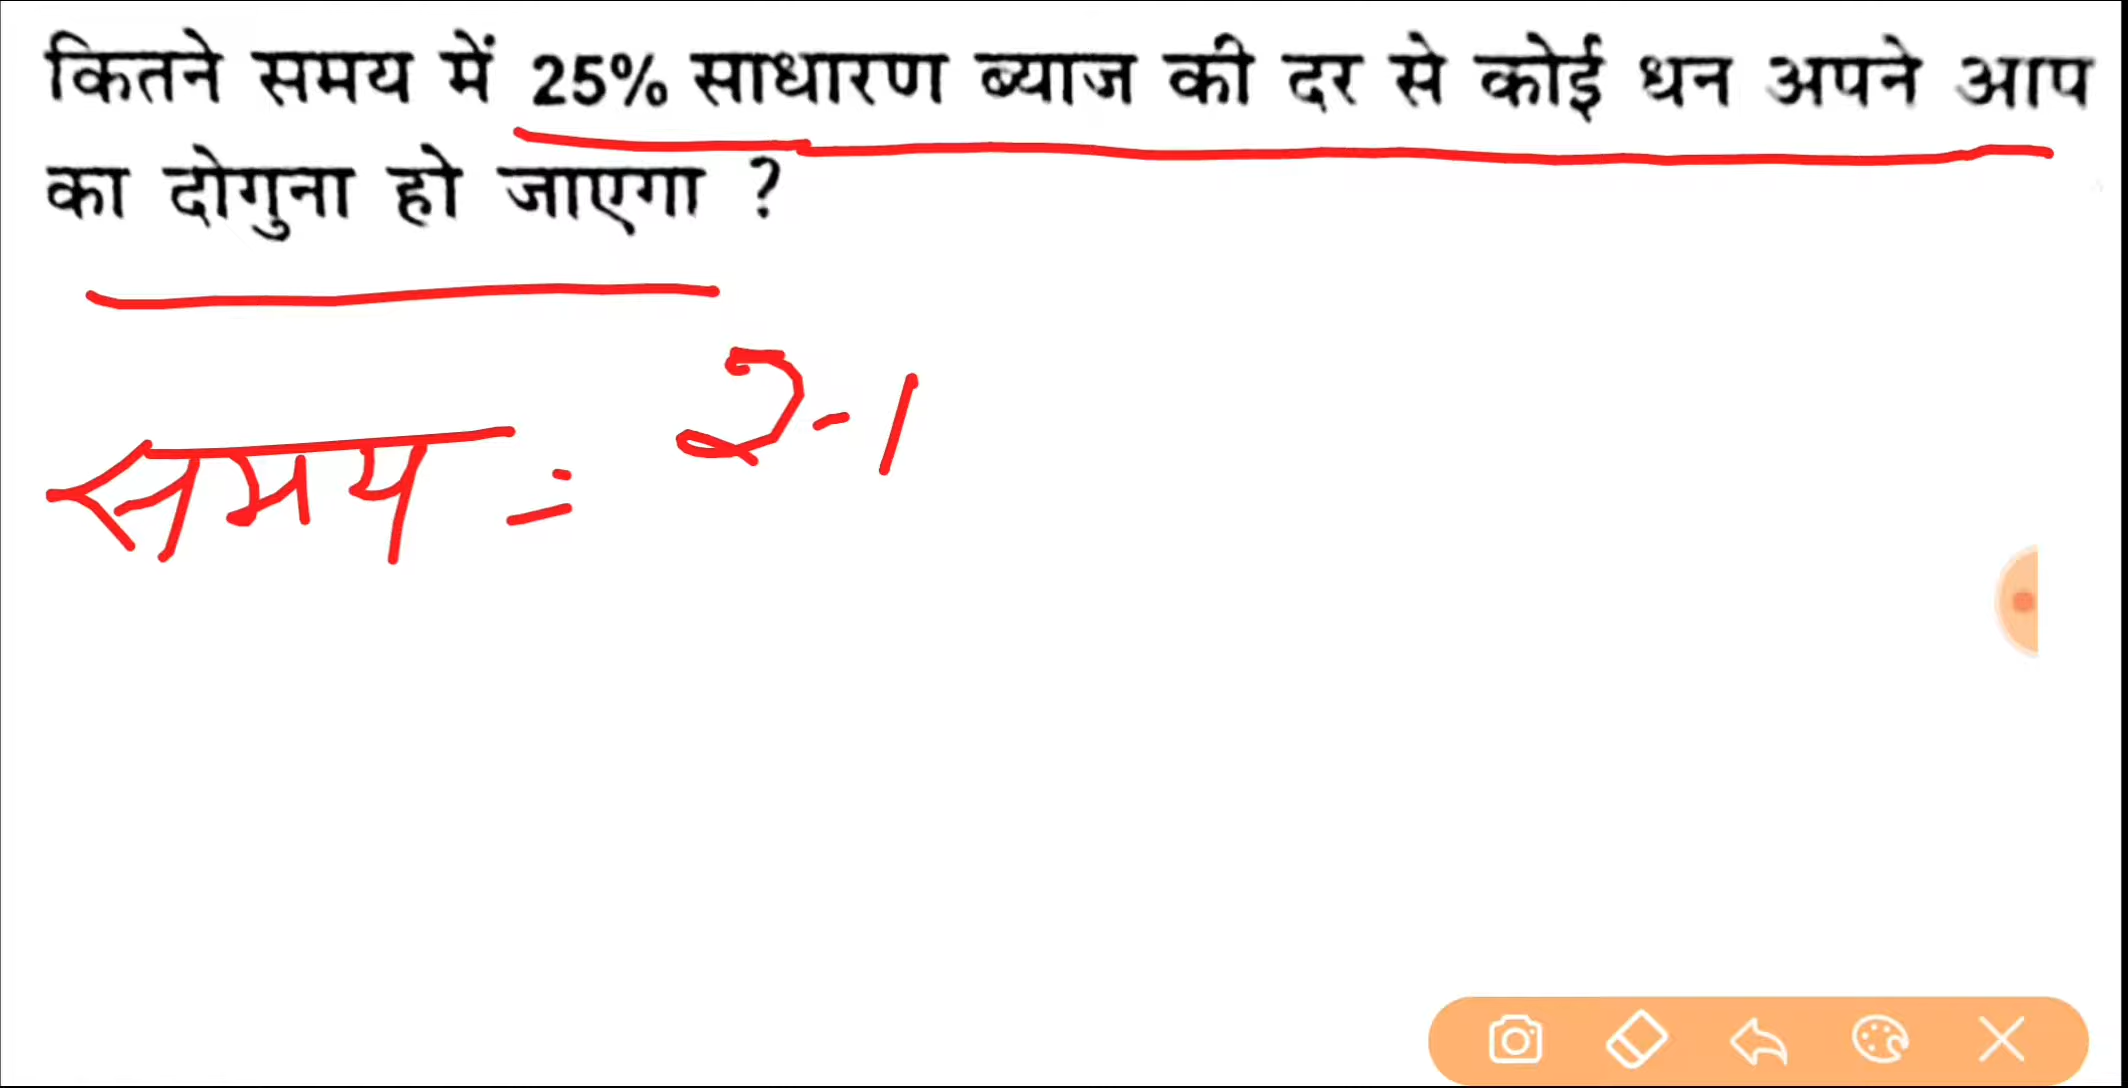 कितने समय में 25% साधारण ब्याज की दर से कोई धन अपने आप
का दोगुना हो जाएगा ?
समय = 2-1